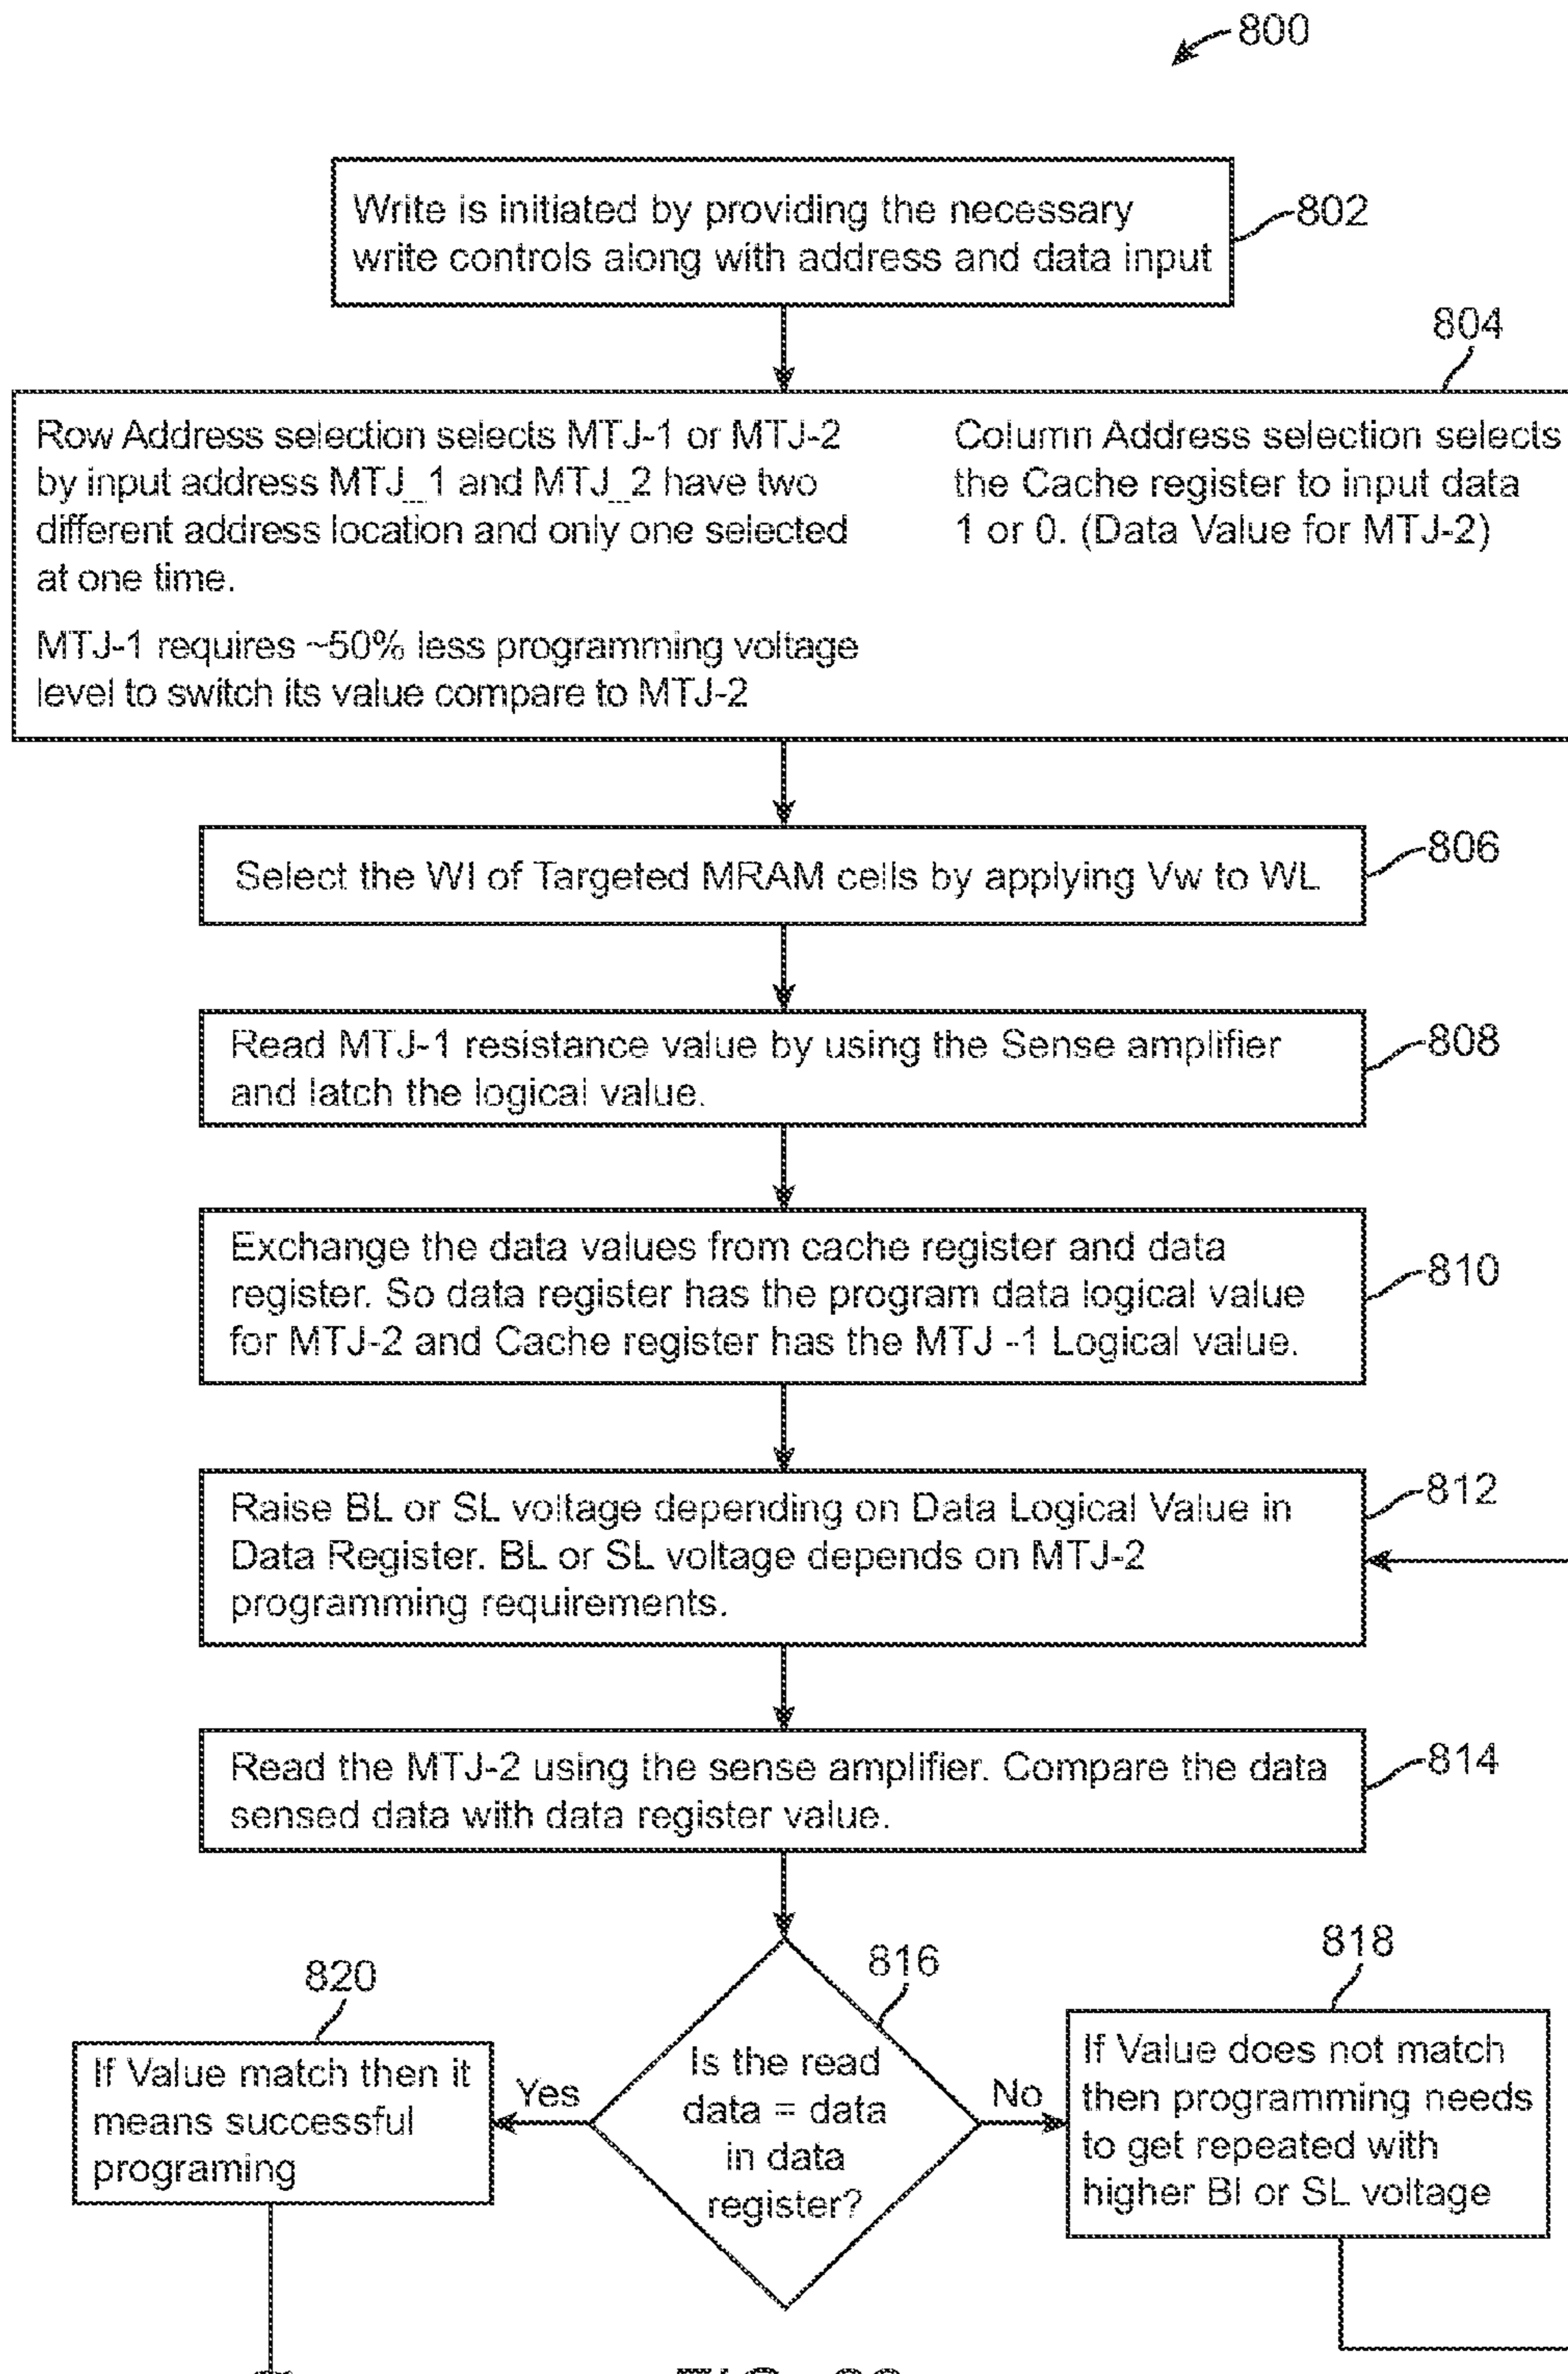 800
Write is initiated by providing the necessary
write controls along with address and data input
802
804
Row Address selection selects MTJ-1 or MTJ-2
by input address MTJ_1 and MTJ_2 have two
different address location and only one selected
at one time.
MTJ-1 requires ~50% less programming voltage
level to switch its value compare to MTJ-2
Column Address selection selects
the Cache register to input data
1 or 0. (Data Value for MTJ-2)
Select the Wl of Targeted MRAM cells by applying Vw to WL
806
Read MTJ-1 resistance value by using the Sense amplifier
and latch the logical value.
808
Exchange the data values from cache register and data
register. So data register has the program data logical value
for MTJ-2 and Cache register has the MTJ -1 Logical value.
810
Raise BL or SL voltage depending on Data Logical Value in
Data Register. BL or SL voltage depends on MTJ-2
programming requirements.
812
Read the MTJ-2 using the sense amplifier. Compare the data
sensed data with data register value.
814
820
If Value match then it
means successful
programing
Yes
816
Is the read
data = data
in data
register?
No
818
If Value does not match
then programming needs
to get repeated with
higher Bl or SL voltage